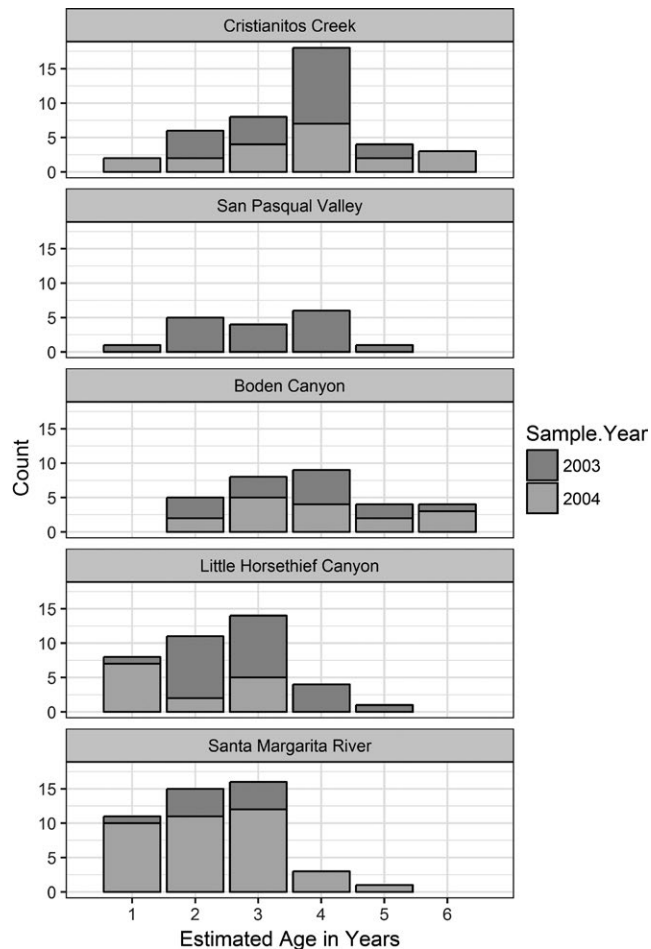 Cristianitos Creek
15
10
5
0
San Pasqual Valley
15
10
5
0
Boden Canyon
15
10
5
0
Little Horsethief Canyon
15
10
5
0
Santa Margarita River
15
10
5
0
1 2 3 4 5 6
Estimated Age in Years
Count
Sample.Year
2003
2004